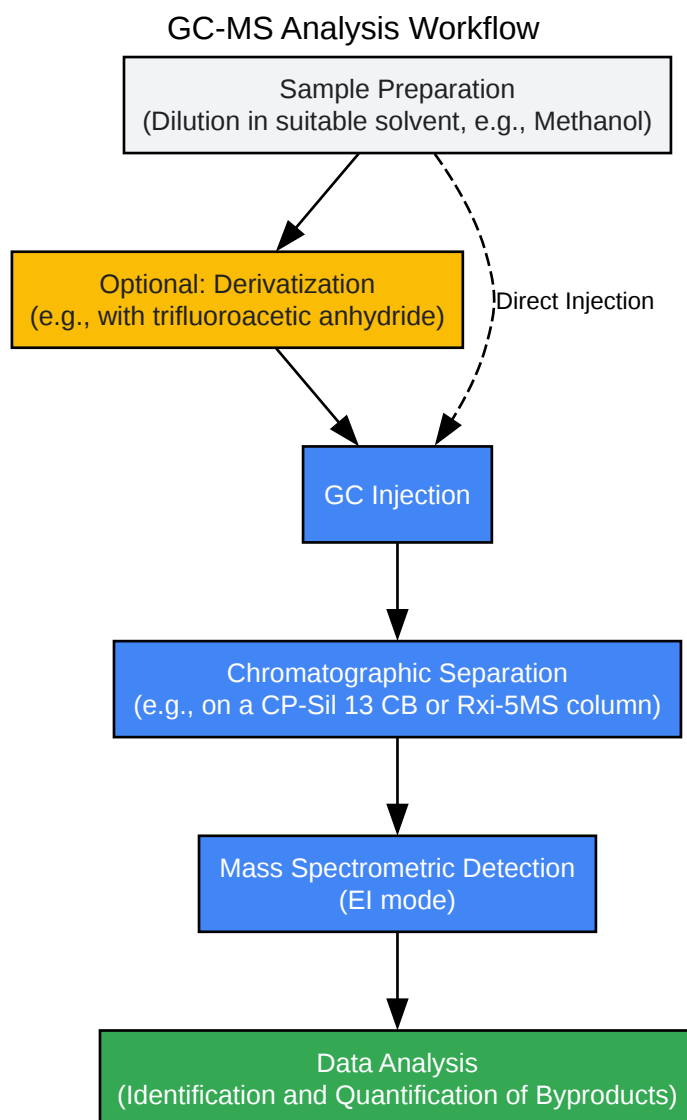 GC-MS Analysis Workflow
Sample Preparation
(Dilution in suitable solvent, e.g., Methanol)
Optional: Derivatization
(e.g., with trifluoroacetic anhydride)
Direct Injection
GC Injection
Chromatographic Separation
(e.g., on a CP-Sil 13 CB or Rxi-5MS column)
Mass Spectrometric Detection
(EI mode)
Data Analysis
(Identification and Quantification of Byproducts)